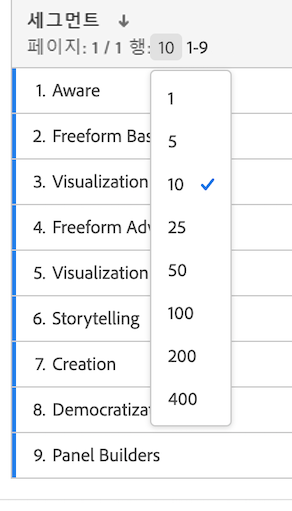 세그먼트 ↓
페이지: 1 / 1 행: 10 1-9
1. Aware
2. Freeform Bas
3. Visualization
4. Freeform Adv
5. Visualization
6. Storytelling
7. Creation
8. Democratiza
9. Panel Builders
1
5
10
25
50
100
200
400